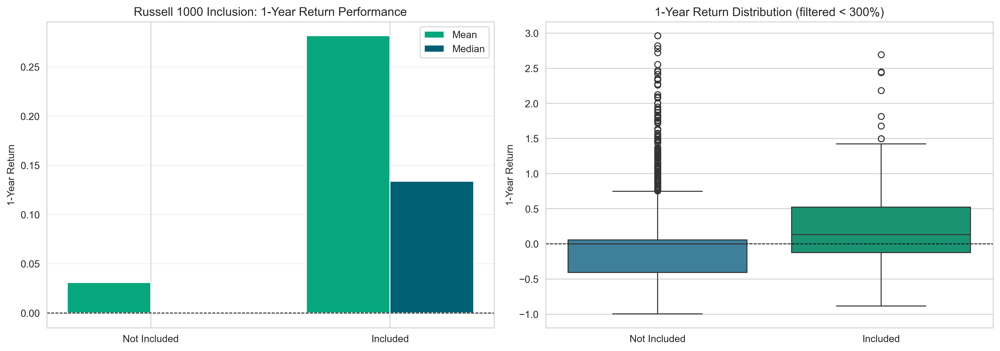 Russell 1000 Inclusion: 1-Year Return Performance
Mean
Median
1-Year Return
0.25
0.20
0.15
0.10
0.05
0.00
Not Included
Included
1-Year Return Distribution (filtered < 300%)
1-Year Return
3.0
2.5
2.0
1.5
1.0
0.5
0.0
−0.5
−1.0
Not Included
Included